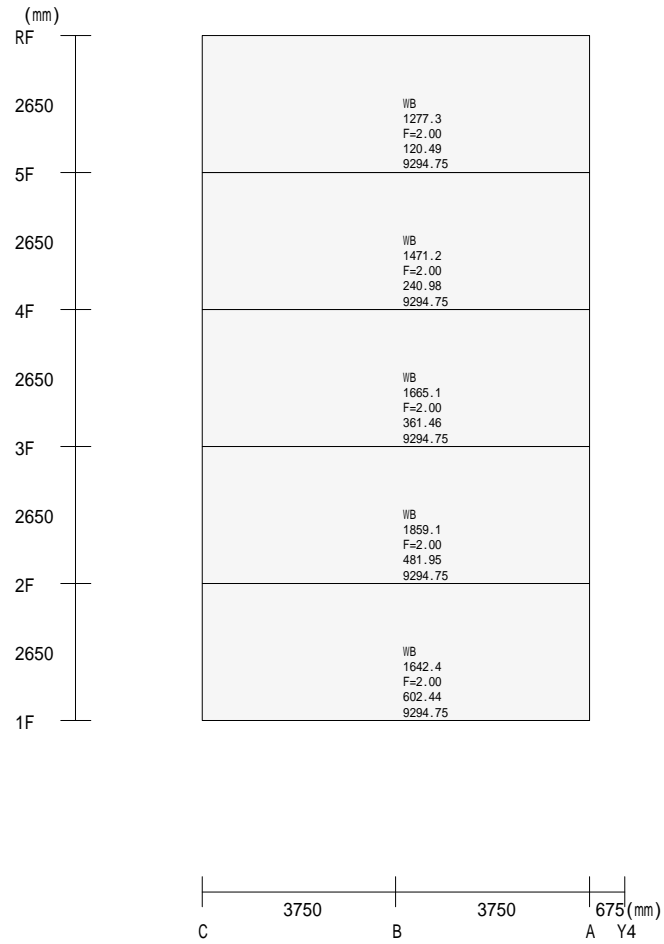 (mm)
RF
2650
WB
1277.3
F=2.00
120.49
9294.75
5F
2650
WB
1471.2
F=2.00
240.98
9294.75
4F
2650
WB
1665.1
F=2.00
361.46
9294.75
3F
2650
WB
1859.1
F=2.00
481.95
9294.75
2F
2650
WB
1642.4
F=2.00
602.44
9294.75
1F
3750 3750 675(mm)
C B A Y4